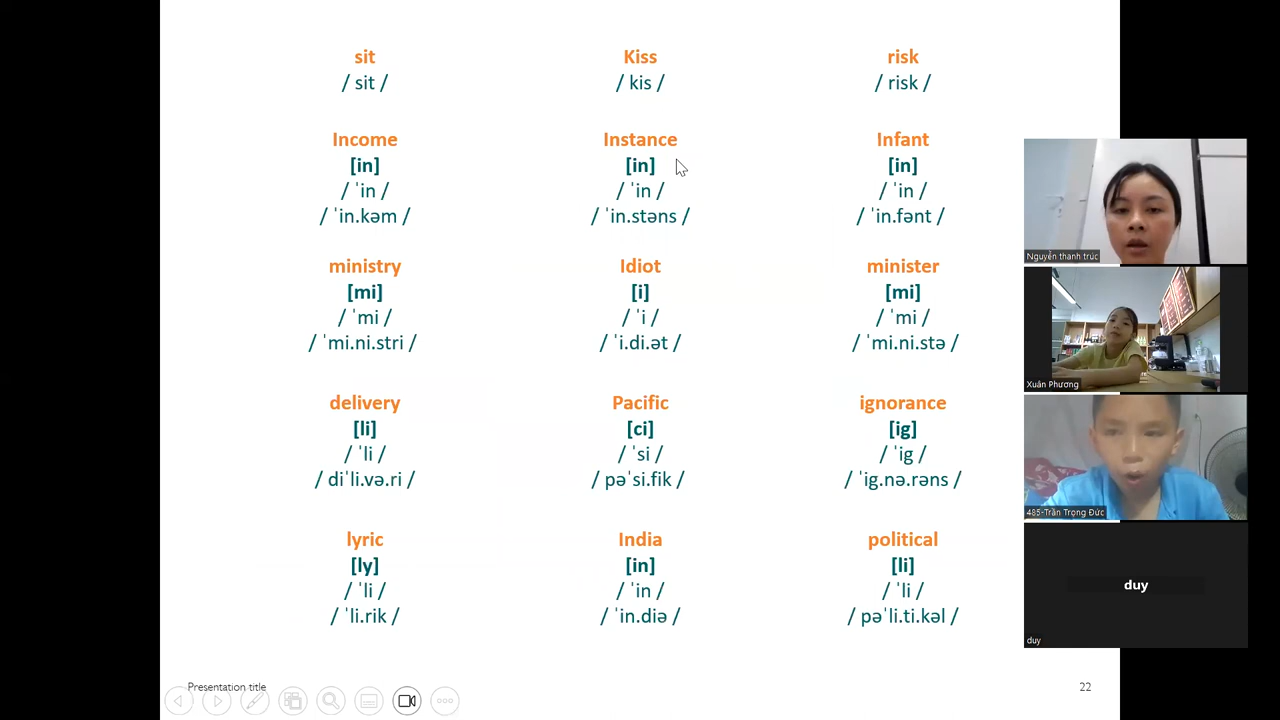 sit
/ sit /
Kiss
/ kis /
risk
/ risk /
Income
[in]
/ ˈin /
/ ˈin.kəm /
Instance
[in]
/ ˈin /
/ ˈin.stəns /
Infant
[in]
/ ˈin /
/ ˈin.fənt /
ministry
[mi]
/ ˈmi /
/ ˈmi.ni.stri /
Idiot
[i]
/ ˈi /
/ ˈi.di.ət /
minister
[mi]
/ ˈmi /
/ ˈmi.ni.stə /
delivery
[li]
/ ˈli /
/ diˈli.və.ri /
Pacific
[ci]
/ ˈsi /
/ pəˈsi.fik /
ignorance
[ig]
/ ˈig /
/ ˈig.nə.rəns /
lyric
[ly]
/ ˈli /
/ ˈli.rik /
India
[in]
/ ˈin /
/ ˈin.diə /
political
[li]
/ ˈli /
/ pəˈli.ti.kəl /
Presentation title
22
Nguyễn thanh trúc
Xuân Phương
485-Trần Trọng Đức
duy
duy